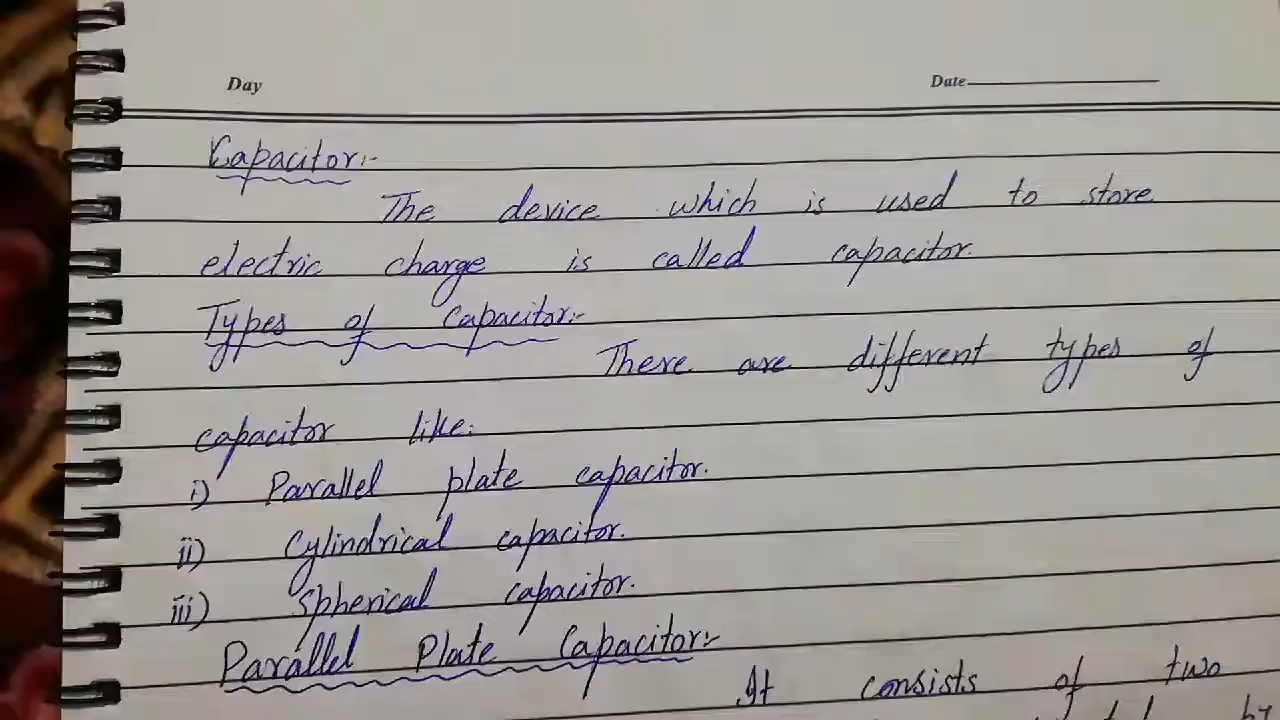 Day Date
Capacitor:-
The device which is used to store
electric charge is called capacitor.
Types of Capacitor:-
There are different types of
capacitor like:
i) Parallel plate capacitor.
ii) Cylindrical capacitor.
iii) Spherical capacitor.
Parallel Plate Capacitor:-
It consists of two
by